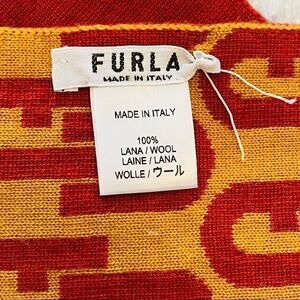 FURLA
MADE IN ITALY
MADE IN ITALY
100%
LANA / WOOL
LAINE / LANA
WOLLE / ウール